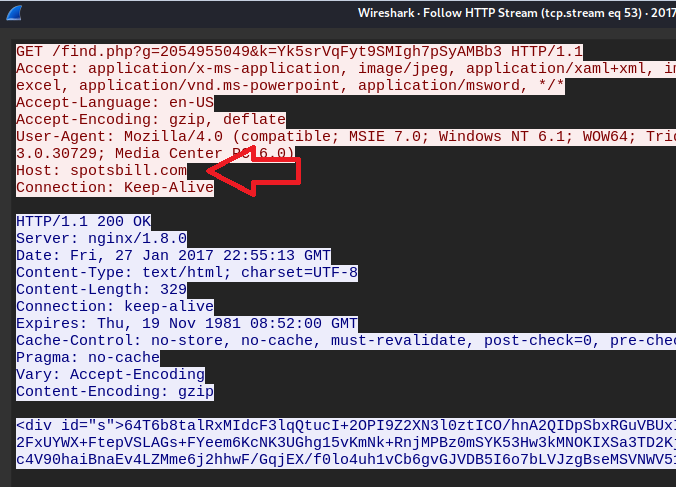 Wireshark · Follow HTTP Stream (tcp.stream eq 53) · 2017
GET /find.php?g=2054955049&k=Yk5srVqFyt9SMIgh7pSyAMBb3 HTTP/1.1
Accept: application/x-ms-application, image/jpeg, application/xaml+xml,
excel, application/vnd.ms-powerpoint, application/msword, */*
Accept-Language: en-US
Accept-Encoding: gzip, deflate
User-Agent: Mozilla/4.0 (compatible; MSIE 7.0; Windows NT 6.1; WOW64;
3.0.30729; Media Center PC 6.0)
Host: spotsbill.com
Connection: Keep-Alive
HTTP/1.1 200 OK
Server: nginx/1.8.0
Date: Fri, 27 Jan 2017 22:55:13 GMT
Content-Type: text/html; charset=UTF-8
Content-Length: 329
Connection: keep-alive
Expires: Thu, 19 Nov 1981 08:52:00 GMT
Cache-Control: no-store, no-cache, must-revalidate, post-check=0,
Pragma: no-cache
Vary: Accept-Encoding
Content-Encoding: gzip
<div id="s">64T6b8talRxMIdcF3lqQtucI+2OPI9Z2XN3l0ztICO/hnA2QIDpSbxRGuVBUxI
2FxUYWX+FtepVSLAGs+FYeem6KcNK3UGhg15vKmNk+RnjMPBz0mSYK53Hw3kMNOKIXSa3TD2Kj
c4V90haiBnaEv4LZMme6j2hhwF/GqjEX/f0lo4uh1vCb6gvGJVDB5I6o7bLVJzgBseMSVNWV51